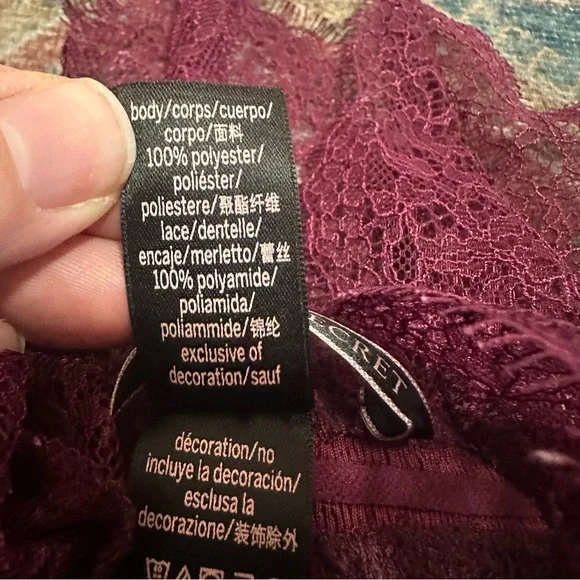 body/corps/cuerpo/
corpo/面料
100% polyester/
poliéster/
poliestere/聚酯纤维
lace/dentelle/
encaje/merletto/蕾丝
100% polyamide/
poliamida/
poliammide/锦纶
exclusive of
decoration/sauf
décoration/no
incluye la decoración/
esclusa la
decorazione/装饰除外